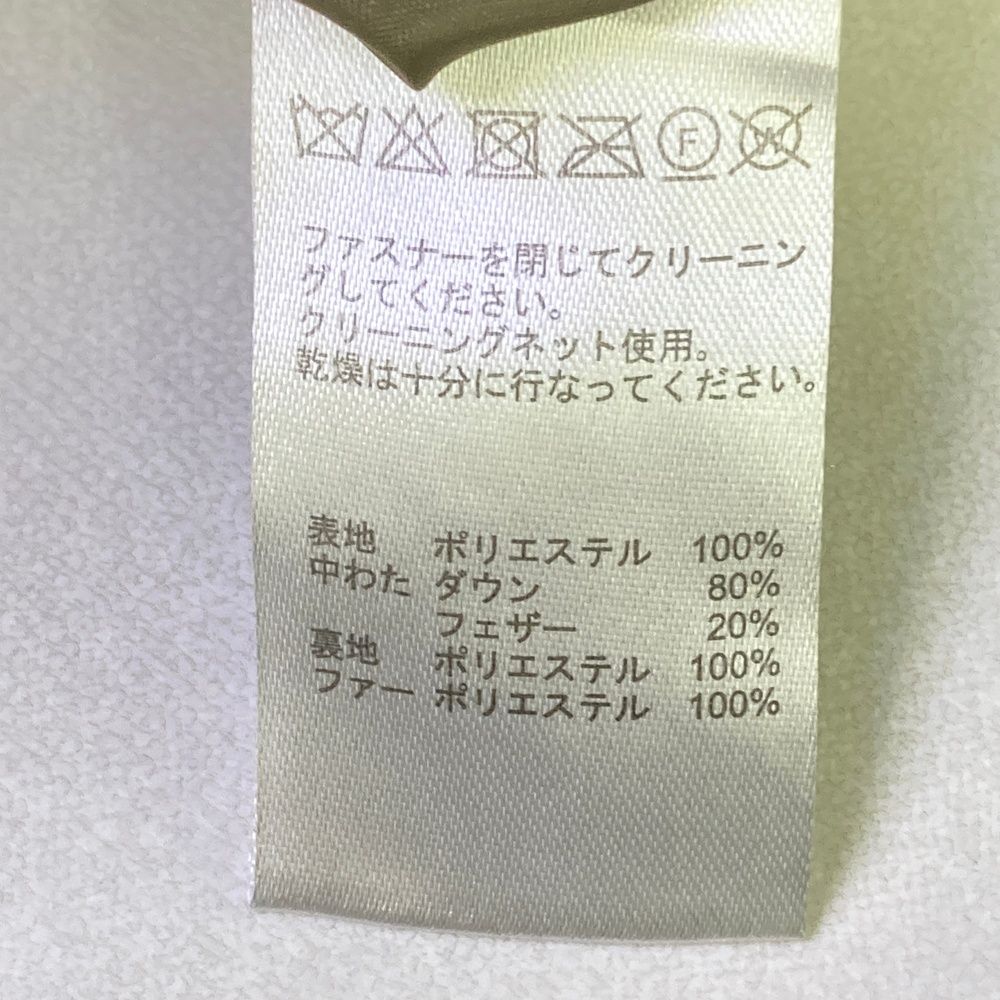 F W
ファスナーを閉じてクリーニン
グしてください。
クリーニングネット使用。
乾燥は十分に行なってください。
表地 ポリエステル 100%
中わた ダウン 80%
フェザー 20%
裏地 ポリエステル 100%
ファー ポリエステル 100%